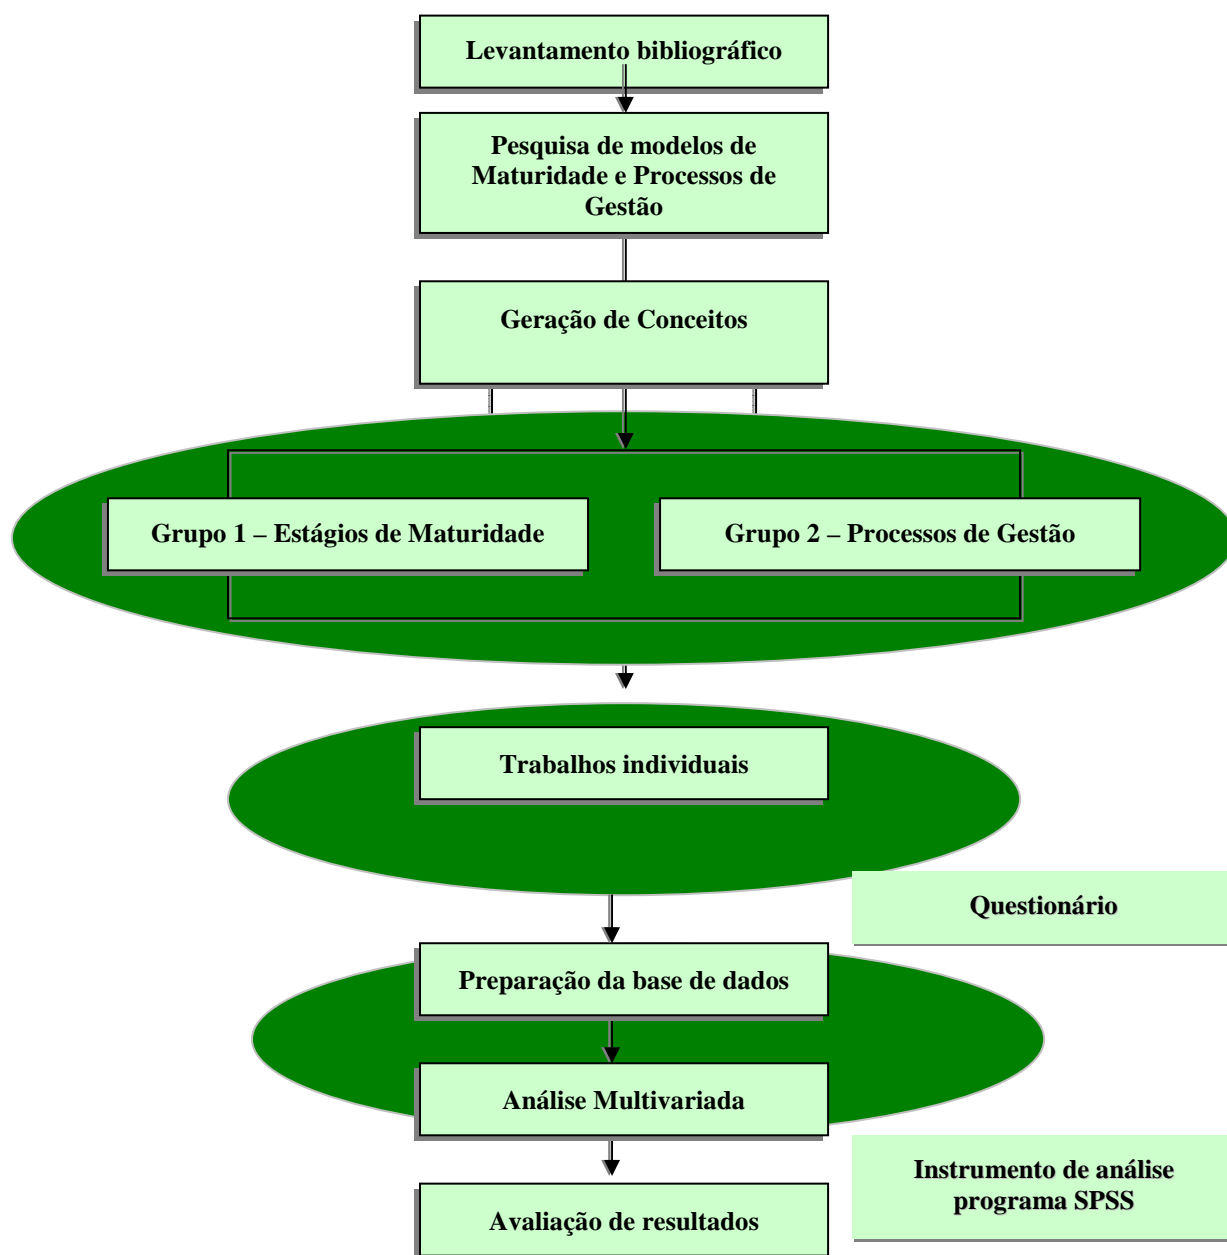 Levantamento bibliográfico
Pesquisa de modelos de
Maturidade e Processos de
Gestão
Geração de Conceitos
Grupo 1 – Estágios de Maturidade
Grupo 2 – Processos de Gestão
Trabalhos individuais
Questionário
Preparação da base de dados
Análise Multivariada
Instrumento de análise
programa SPSS
Avaliação de resultados